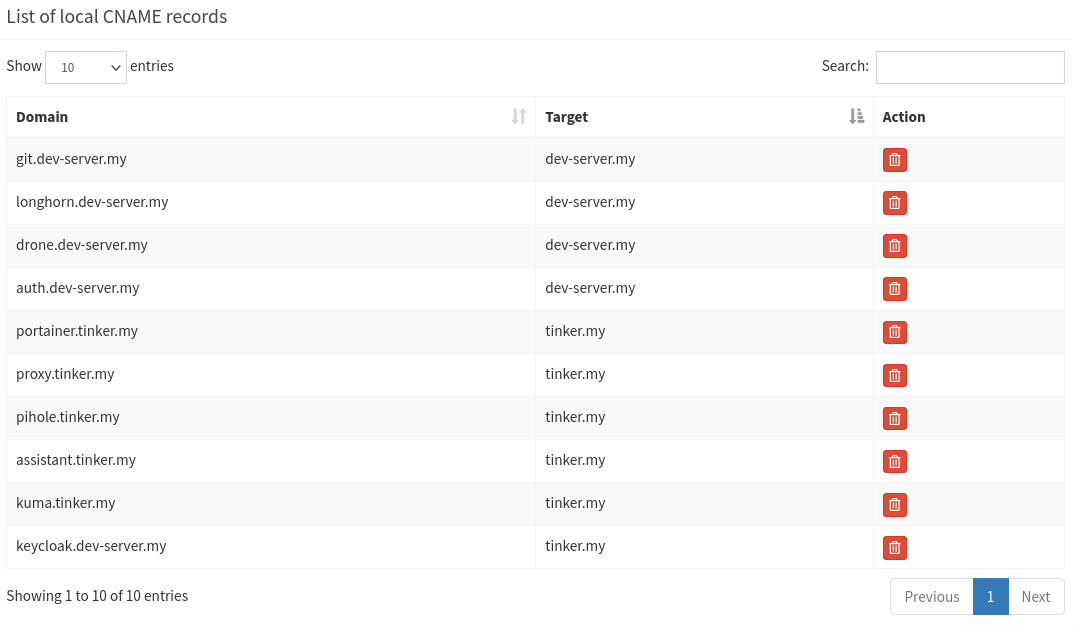 List of local CNAME records
Show 10 entries Search:
Domain Target Action
git.dev-server.my dev-server.my
longhorn.dev-server.my dev-server.my
drone.dev-server.my dev-server.my
auth.dev-server.my dev-server.my
portainer.tinker.my tinker.my
proxy.tinker.my tinker.my
pihole.tinker.my tinker.my
assistant.tinker.my tinker.my
kuma.tinker.my tinker.my
keycloak.dev-server.my tinker.my
Showing 1 to 10 of 10 entries Previous 1 Next